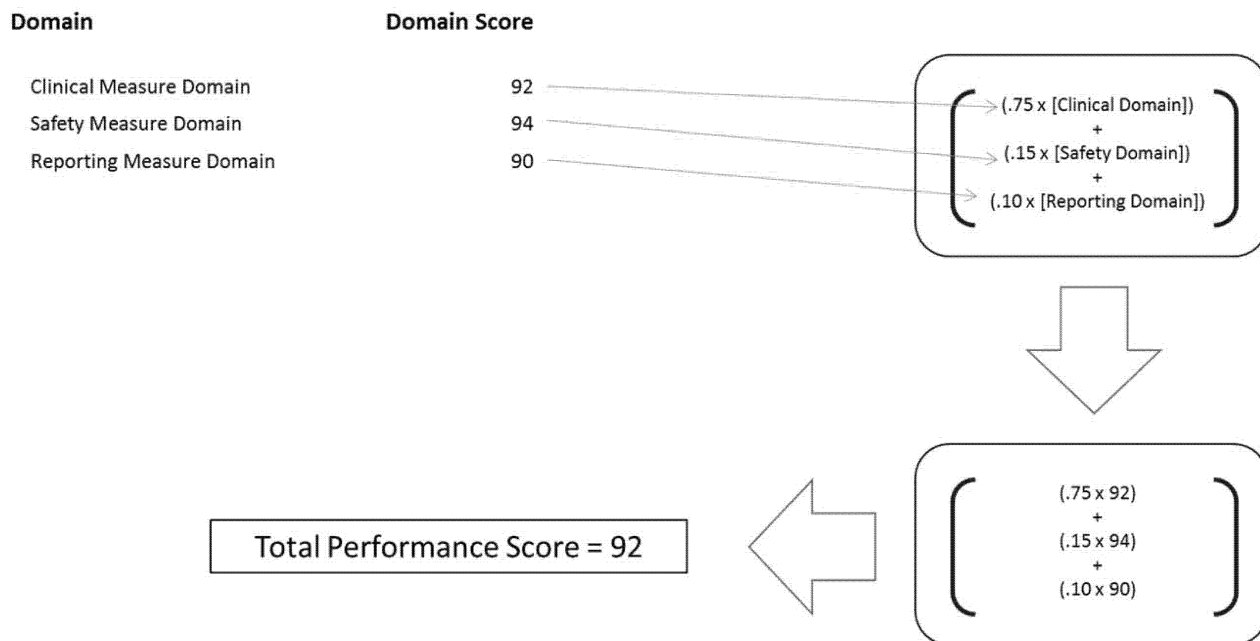 Domain Domain Score
Clinical Measure Domain 92
Safety Measure Domain 94
Reporting Measure Domain 90
(.75 x [Clinical Domain])
+
(.15 x [Safety Domain])
+
(.10 x [Reporting Domain])
(.75 x 92)
+
(.15 x 94)
+
(.10 x 90)
Total Performance Score = 92